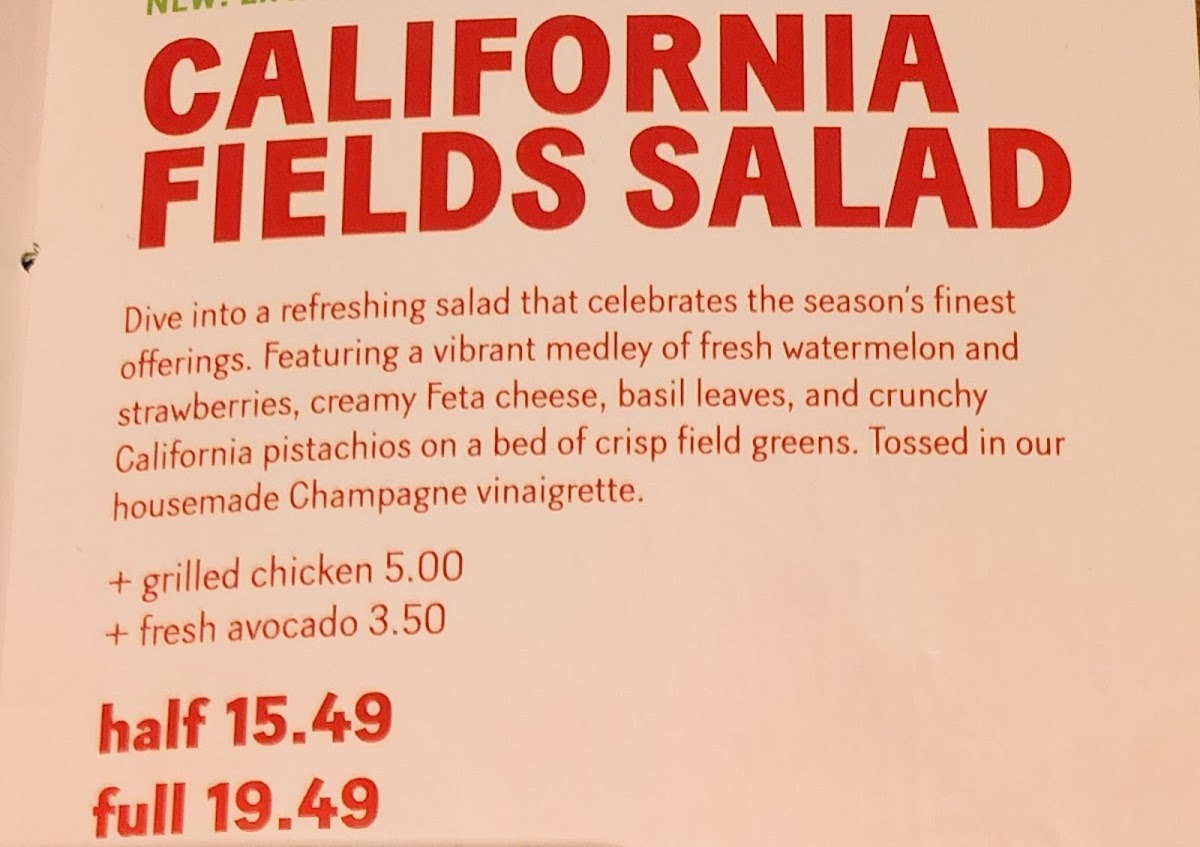 NEW!
CALIFORNIA
FIELDS SALAD
Dive into a refreshing salad that celebrates the season's finest
offerings. Featuring a vibrant medley of fresh watermelon and
strawberries, creamy Feta cheese, basil leaves, and crunchy
California pistachios on a bed of crisp field greens. Tossed in our
housemade Champagne vinaigrette.
+ grilled chicken 5.00
+ fresh avocado 3.50
half 15.49
full 19.49